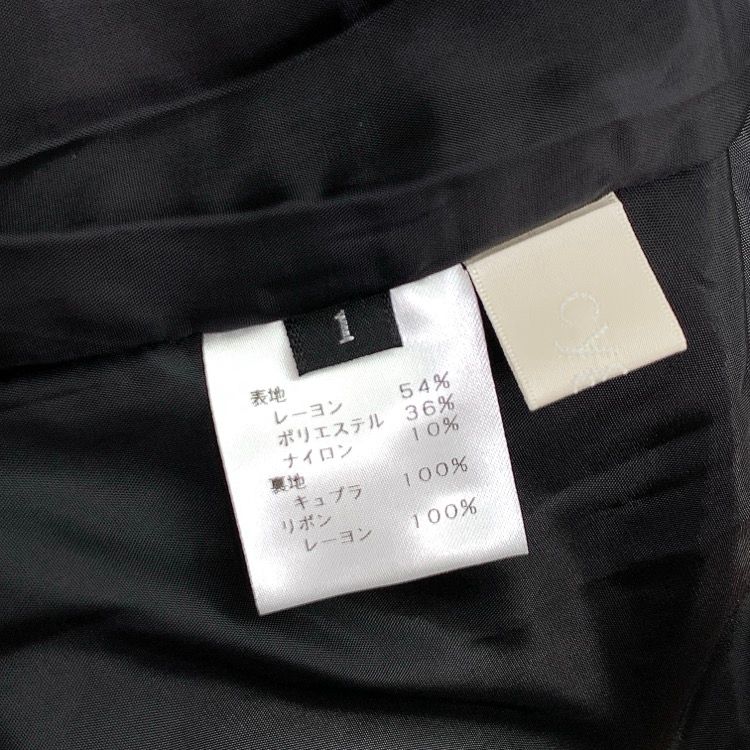 1
表地
レーヨン 54%
ポリエステル 36%
ナイロン 10%
裏地
キュプラ 100%
リボン
レーヨン 100%